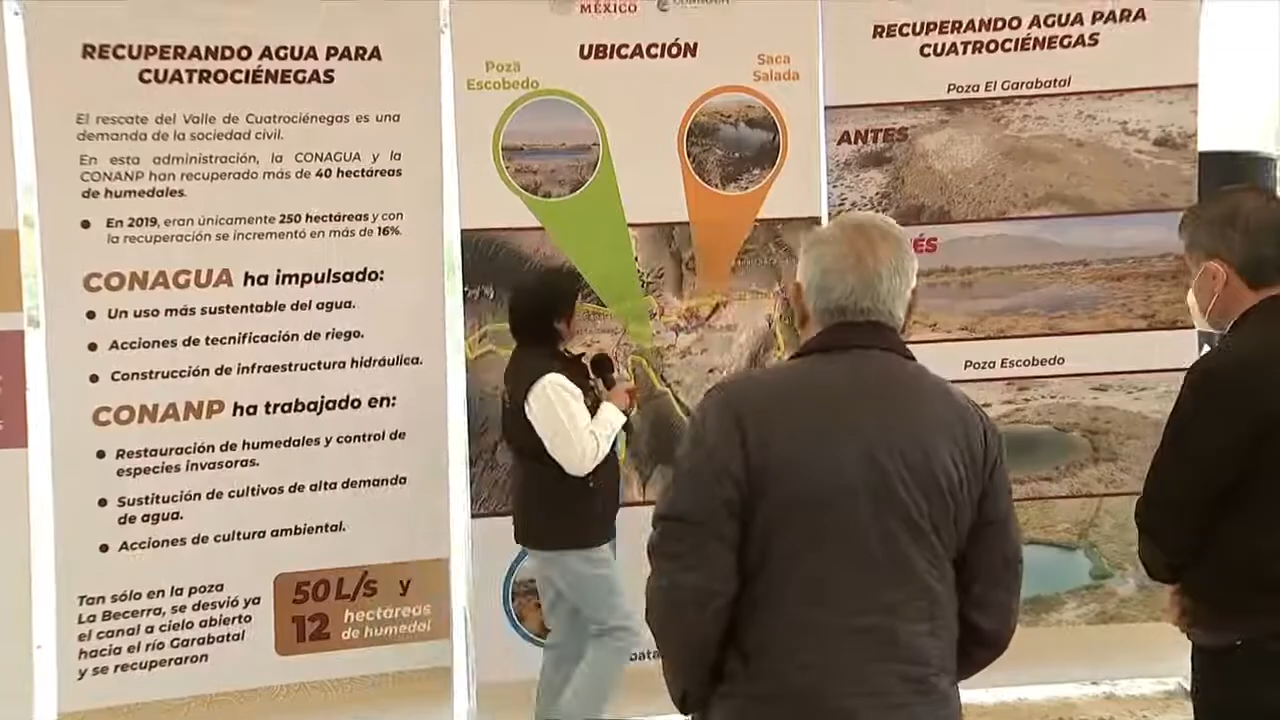 RECUPERANDO AGUA PARA
CUATROCIÉNEGAS
El rescate del Valle de Cuatrociénegas es una
demanda de la sociedad civil.
En esta administración, la CONAGUA y la
CONANP han recuperado más de 40 hectáreas
de humedales.
En 2019, eran únicamente 250 hectáreas y con
la recuperación se incrementó en más de 16%.
CONAGUA ha impulsado:
Un uso más sustentable del agua.
Acciones de tecnificación de riego.
Construcción de infraestructura hidráulica.
CONANP ha trabajado en:
Restauración de humedales y control de
especies invasoras.
Sustitución de cultivos de alta demanda
de agua.
Acciones de cultura ambiental.
Tan sólo en la poza
La Becerra, se desvió ya
el canal a cielo abierto
hacia el río Garabatal
y se recuperaron
50 L/s y
12 hectáreas
de humedal
MÉXICO
UBICACIÓN
Poza
Escobedo
Saca
Salada
RECUPERANDO AGUA PARA
CUATROCIÉNEGAS
Poza El Garabatal
ANTES
ÉS
Poza Escobedo